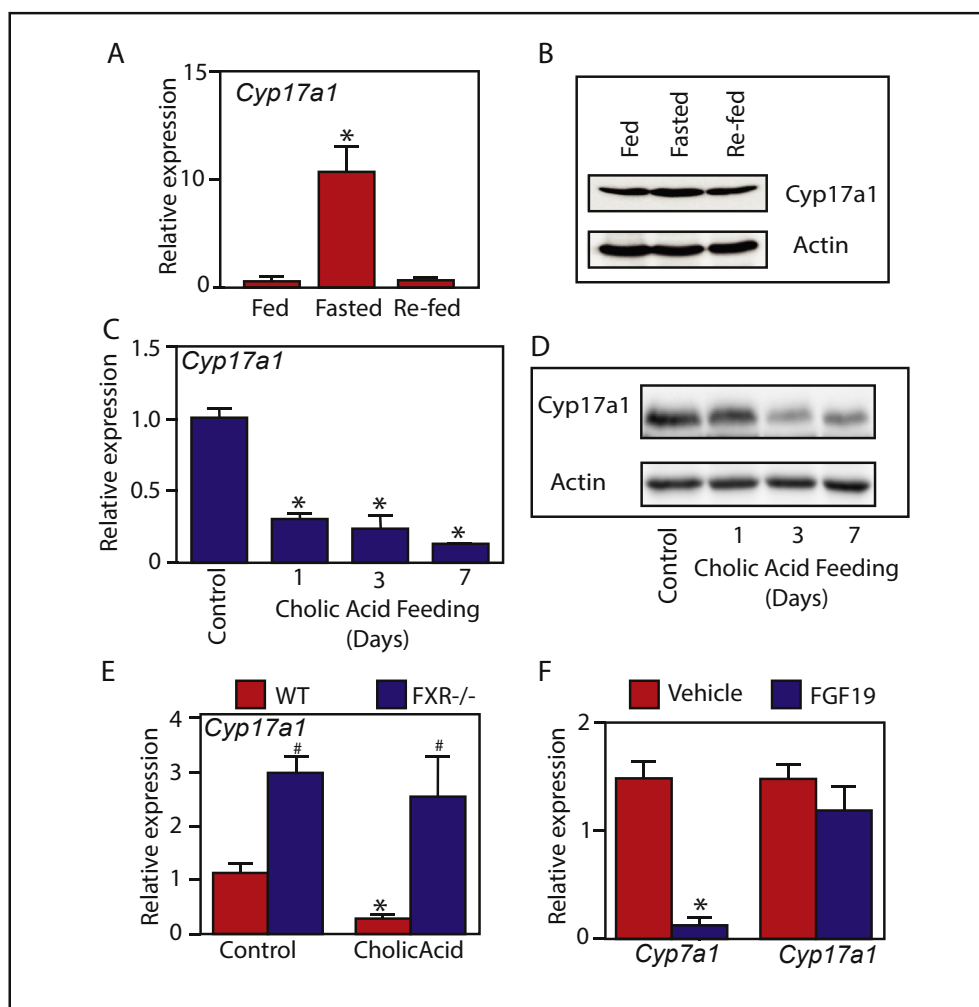 A
Cyp17a1
Relative expression
15
10
0
*
Fed Fasted Re-fed
B
Fed Fasted Re-fed
Cyp17a1
Actin
C
Cyp17a1
Relative expression
1.5
1.0
0.5
0
* * *
Control 1 3 7
Cholic Acid Feeding
(Days)
D
Cyp17a1
Actin
Control 1 3 7
Cholic Acid Feeding
(Days)
E
WT FXR-/-
Cyp17a1
Relative expression
4
3
2
1
0
# * #
Control CholicAcid
F
Vehicle FGF19
Relative expression
2
1
0
*
Cyp7a1 Cyp17a1